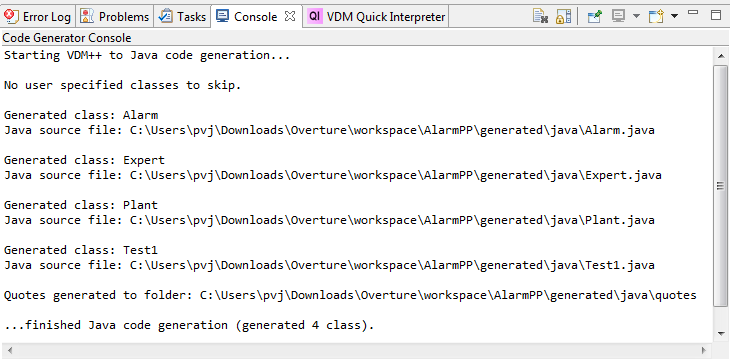 Error Log Problems Tasks Console QI VDM Quick Interpreter
Code Generator Console
Starting VDM++ to Java code generation...
No user specified classes to skip.
Generated class: Alarm
Java source file: C:\Users\pvj\Downloads\Overture\workspace\AlarmPP\generated\java\Alarm.java
Generated class: Expert
Java source file: C:\Users\pvj\Downloads\Overture\workspace\AlarmPP\generated\java\Expert.java
Generated class: Plant
Java source file: C:\Users\pvj\Downloads\Overture\workspace\AlarmPP\generated\java\Plant.java
Generated class: Test1
Java source file: C:\Users\pvj\Downloads\Overture\workspace\AlarmPP\generated\java\Test1.java
Quotes generated to folder: C:\Users\pvj\Downloads\Overture\workspace\AlarmPP\generated\java\quotes
...finished Java code generation (generated 4 class).